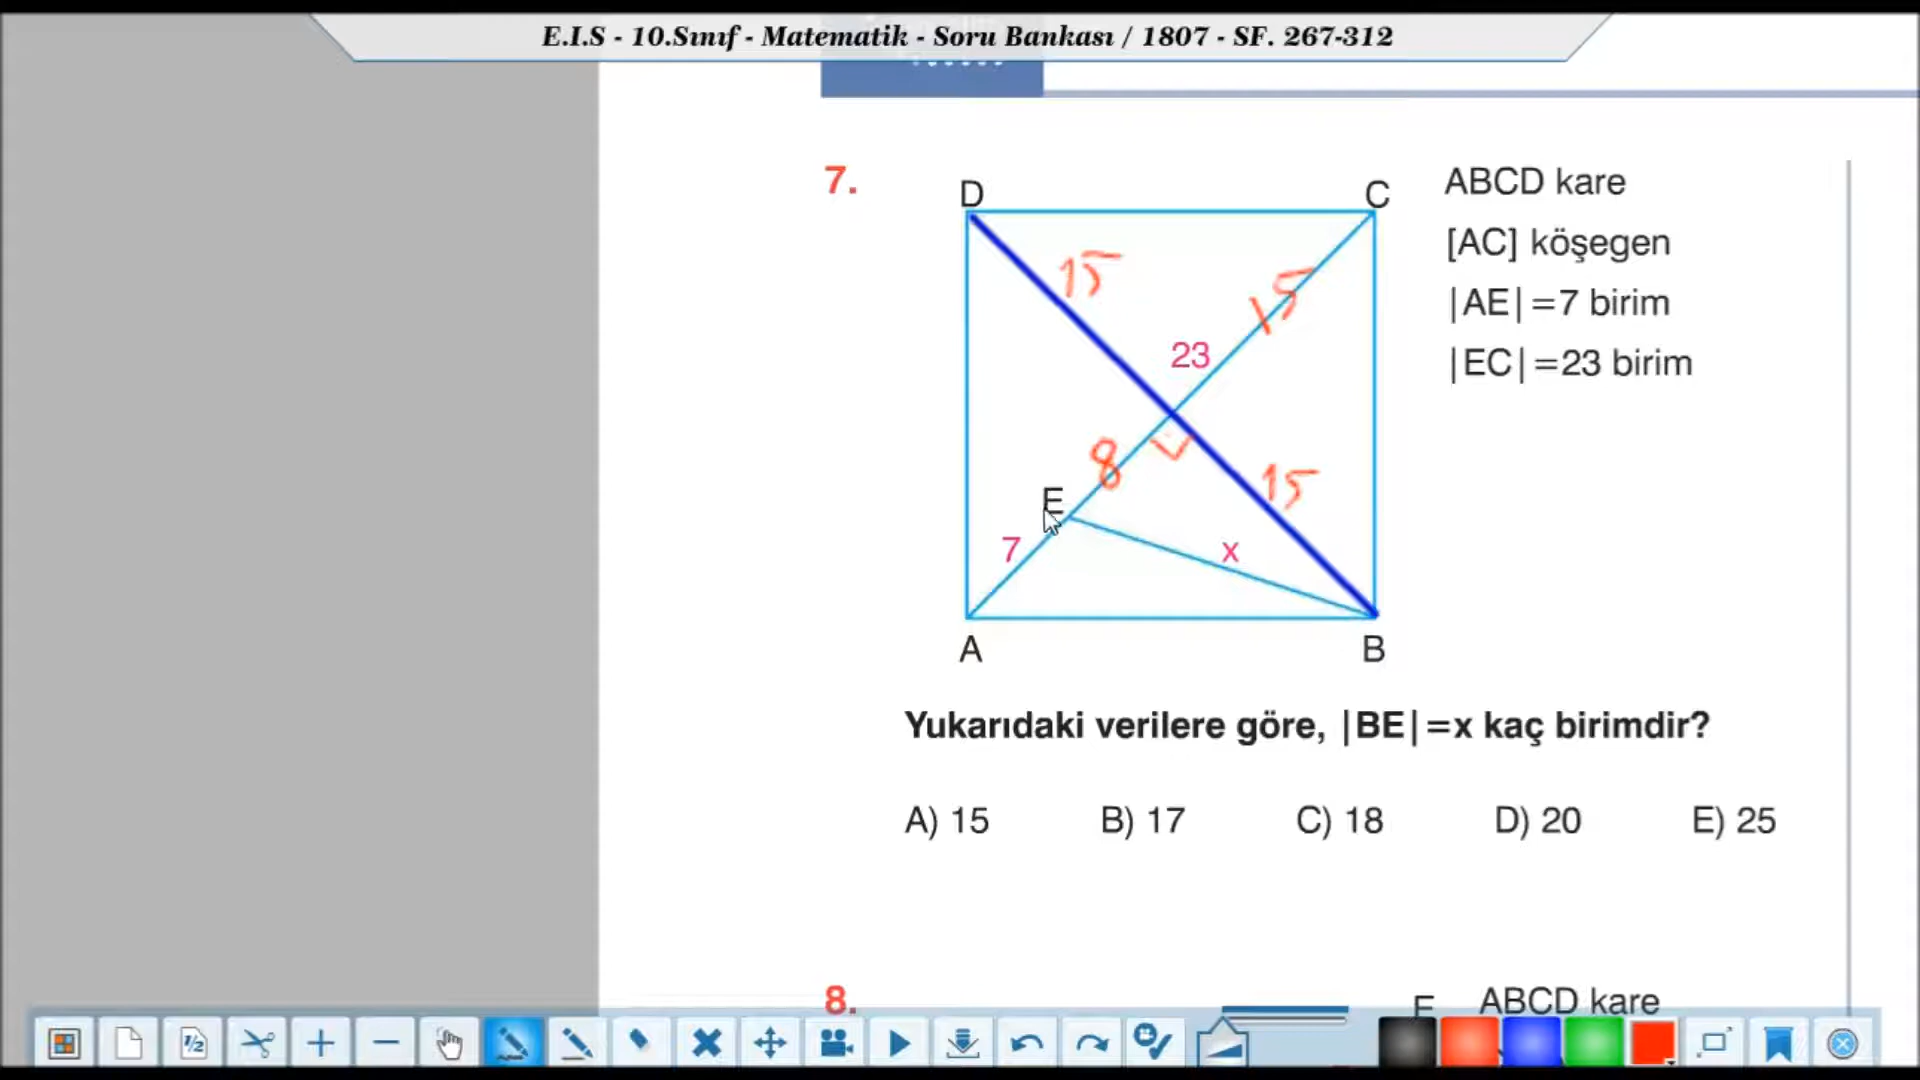 E.I.S - 10.Sınıf - Matematik - Soru Bankası / 1807 - SF. 267-312
7.
D
C
15
15
23
8
15
E
7
x
A
B
ABCD kare
[AC] köşegen
|AE|=7 birim
|EC|=23 birim
Yukarıdaki verilere göre, |BE|=x kaç birimdir?
A) 15 B) 17 C) 18 D) 20 E) 25
8.
ABCD kare
1/2